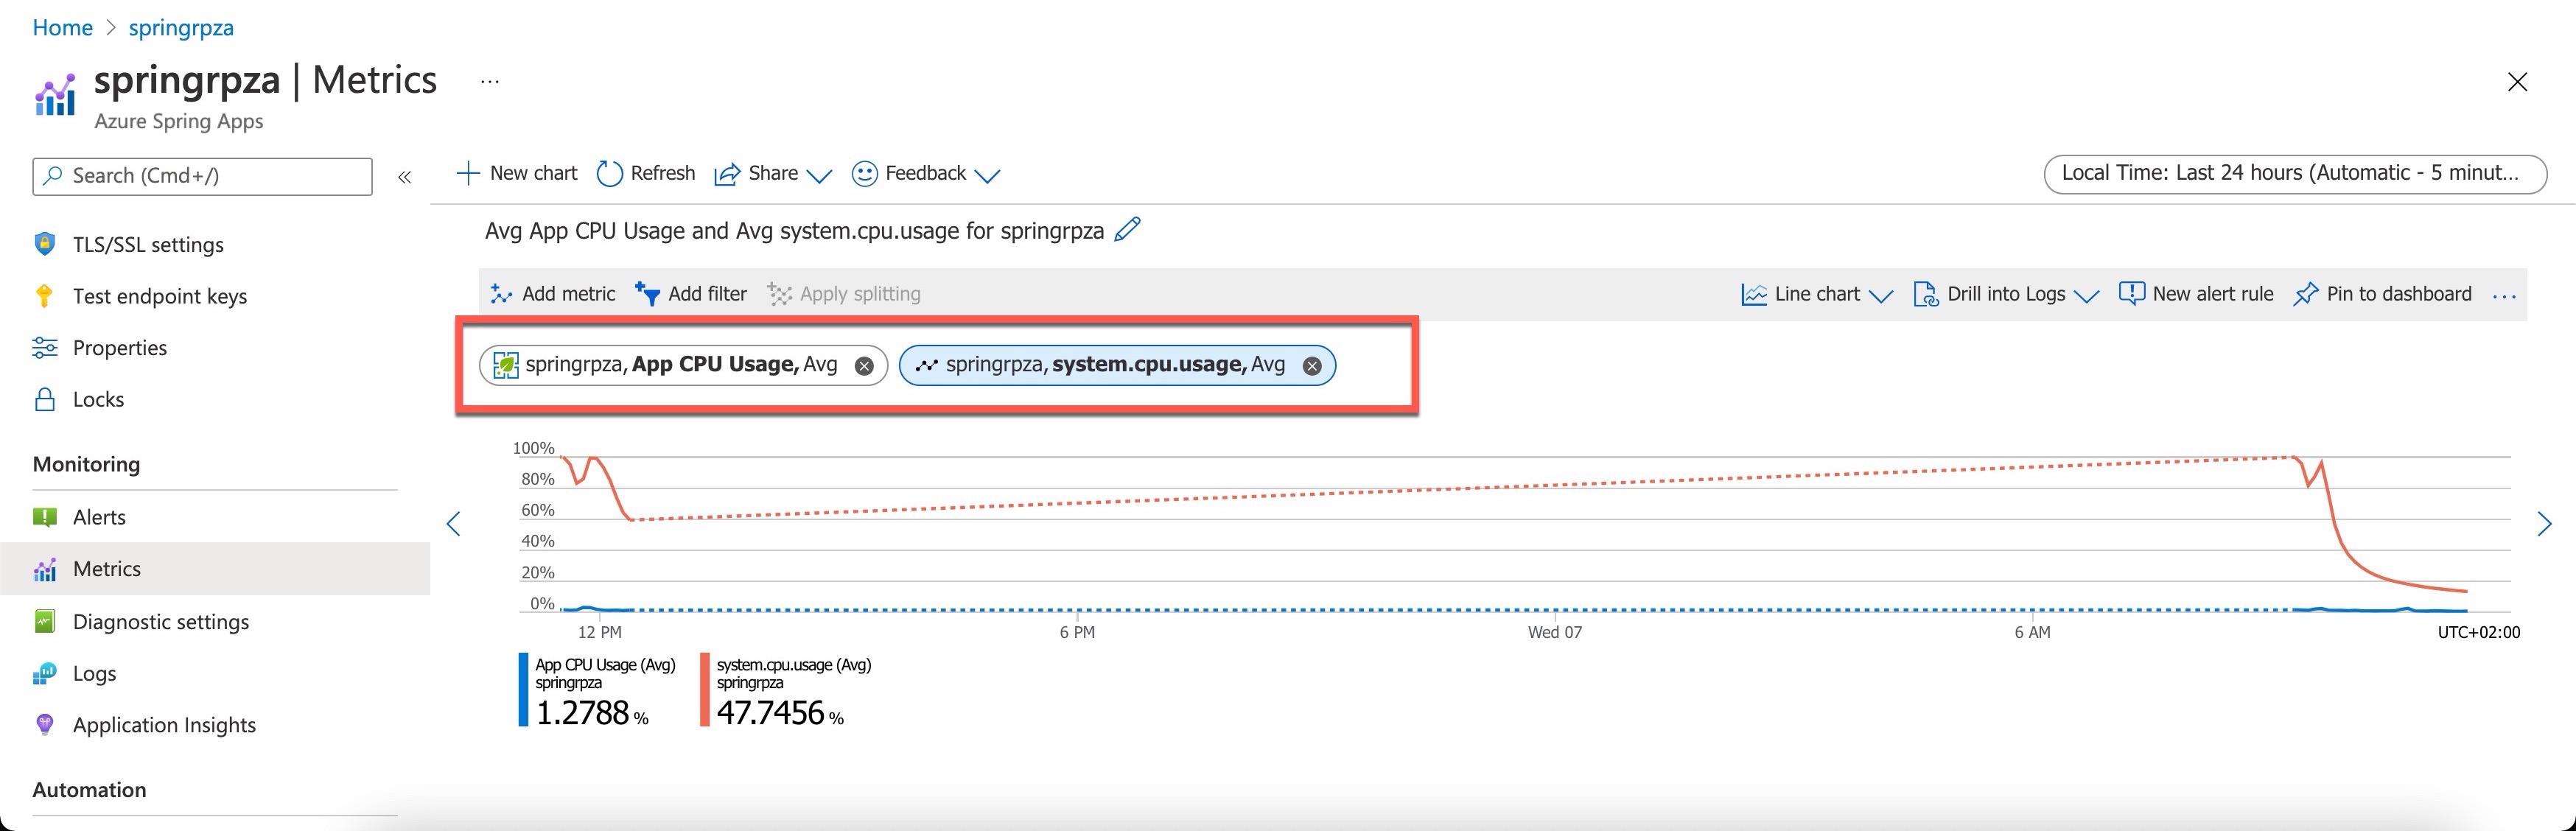 Home > springrpza
springrpza | Metrics ...
Azure Spring Apps
Search (Cmd+/) «
TLS/SSL settings
Test endpoint keys
Properties
Locks
Monitoring
Alerts
Metrics
Diagnostic settings
Logs
Application Insights
Automation
New chart Refresh Share Feedback
Local Time: Last 24 hours (Automatic - 5 minut...
Avg App CPU Usage and Avg system.cpu.usage for springrpza
Add metric Add filter Apply splitting Line chart Drill into Logs New alert rule Pin to dashboard ...
springrpza, App CPU Usage, Avg springrpza, system.cpu.usage, Avg
100%
80%
60%
40%
20%
0%
12 PM 6 PM Wed 07 6 AM UTC+02:00
App CPU Usage (Avg)
springrpza
1.2788 %
system.cpu.usage (Avg)
springrpza
47.7456 %